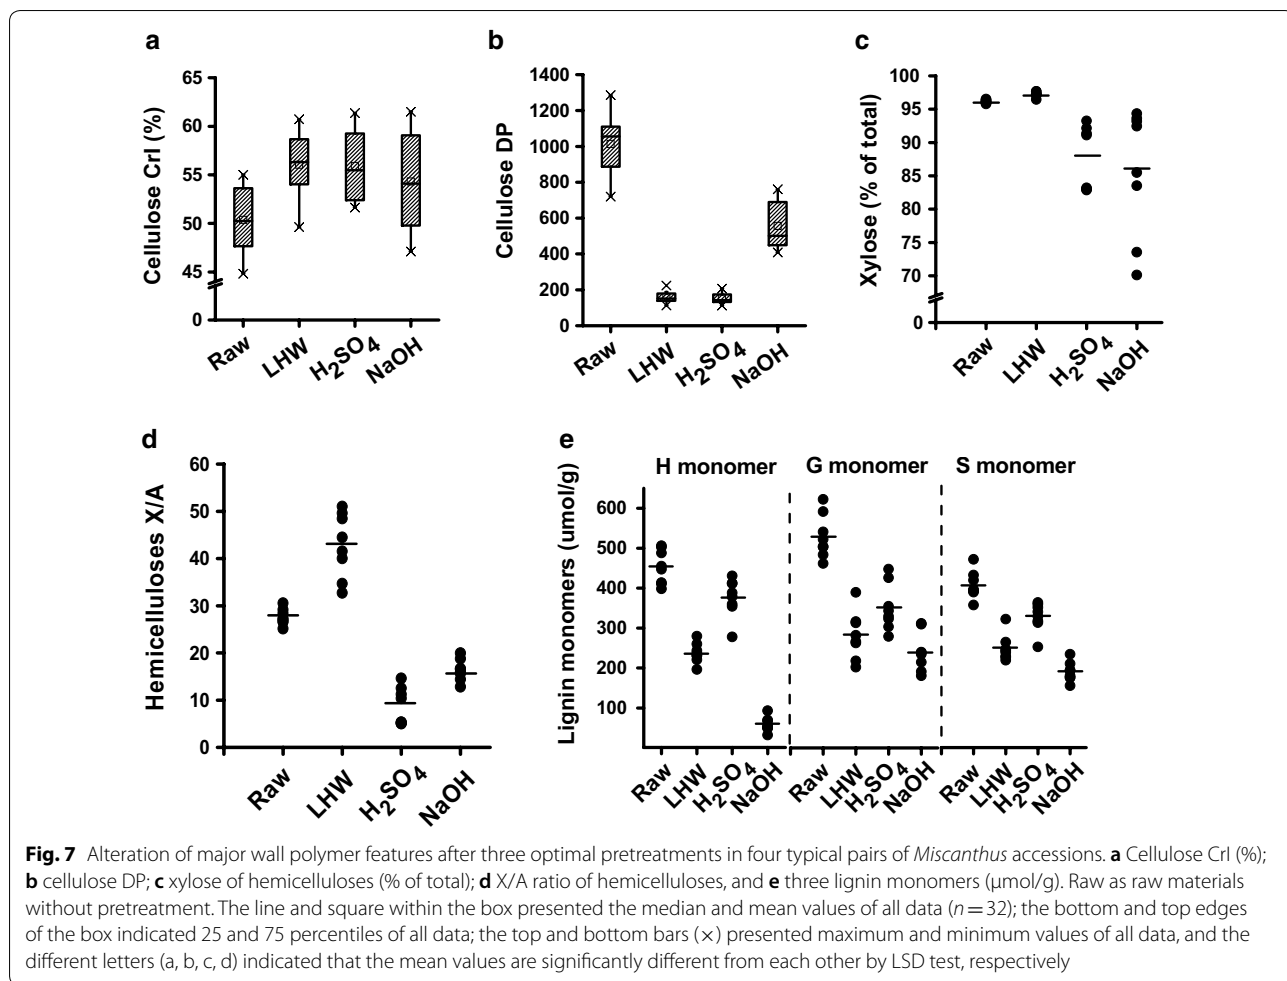 a
Cellulose CrI (%)
65
60
55
50
45
0
Raw
LHW
H2SO4
NaOH
b
Cellulose DP
1400
1200
1000
800
600
400
200
0
Raw
LHW
H2SO4
NaOH
c
Xylose (% of total)
100
95
90
85
80
75
70
0
Raw
LHW
H2SO4
NaOH
d
Hemicelluloses X/A
60
50
40
30
20
10
0
Raw
LHW
H2SO4
NaOH
e
H monomer
G monomer
S monomer
Lignin monomers (umol/g)
600
500
400
300
200
100
Raw
LHW
H2SO4
NaOH
Raw
LHW
H2SO4
NaOH
Raw
LHW
H2SO4
NaOH
Fig. 7 Alteration of major wall polymer features after three optimal pretreatments in four typical pairs of Miscanthus accessions. a Cellulose CrI (%);
b cellulose DP; c xylose of hemicelluloses (% of total); d X/A ratio of hemicelluloses, and e three lignin monomers (μmol/g). Raw as raw materials
without pretreatment. The line and square within the box presented the median and mean values of all data (n = 32); the bottom and top edges
of the box indicated 25 and 75 percentiles of all data; the top and bottom bars (×) presented maximum and minimum values of all data, and the
different letters (a, b, c, d) indicated that the mean values are significantly different from each other by LSD test, respectively